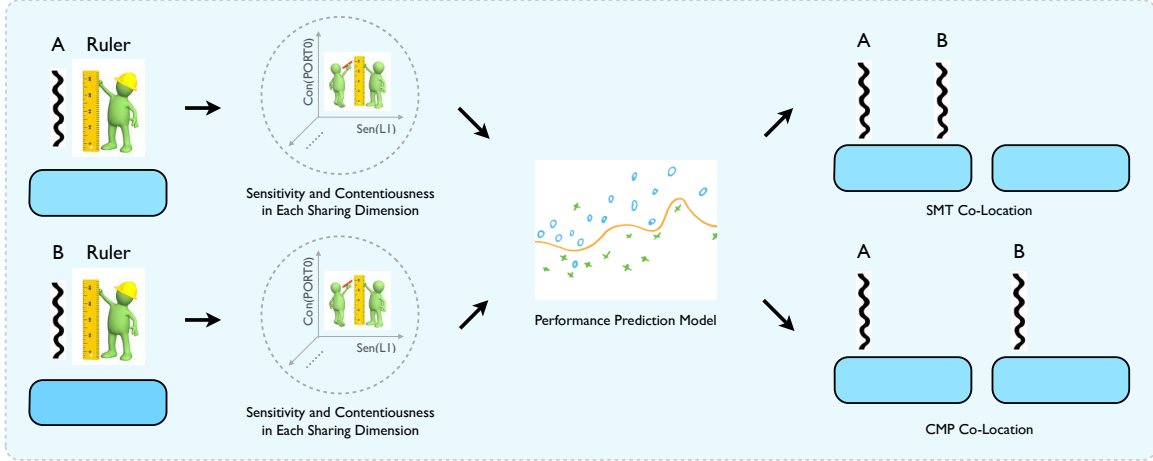 A Ruler
Con(PORT0)
Sen(L1)
......
Sensitivity and Contentiousness
in Each Sharing Dimension
B Ruler
Con(PORT0)
Sen(L1)
......
Sensitivity and Contentiousness
in Each Sharing Dimension
Performance Prediction Model
A B
SMT Co-Location
A B
CMP Co-Location